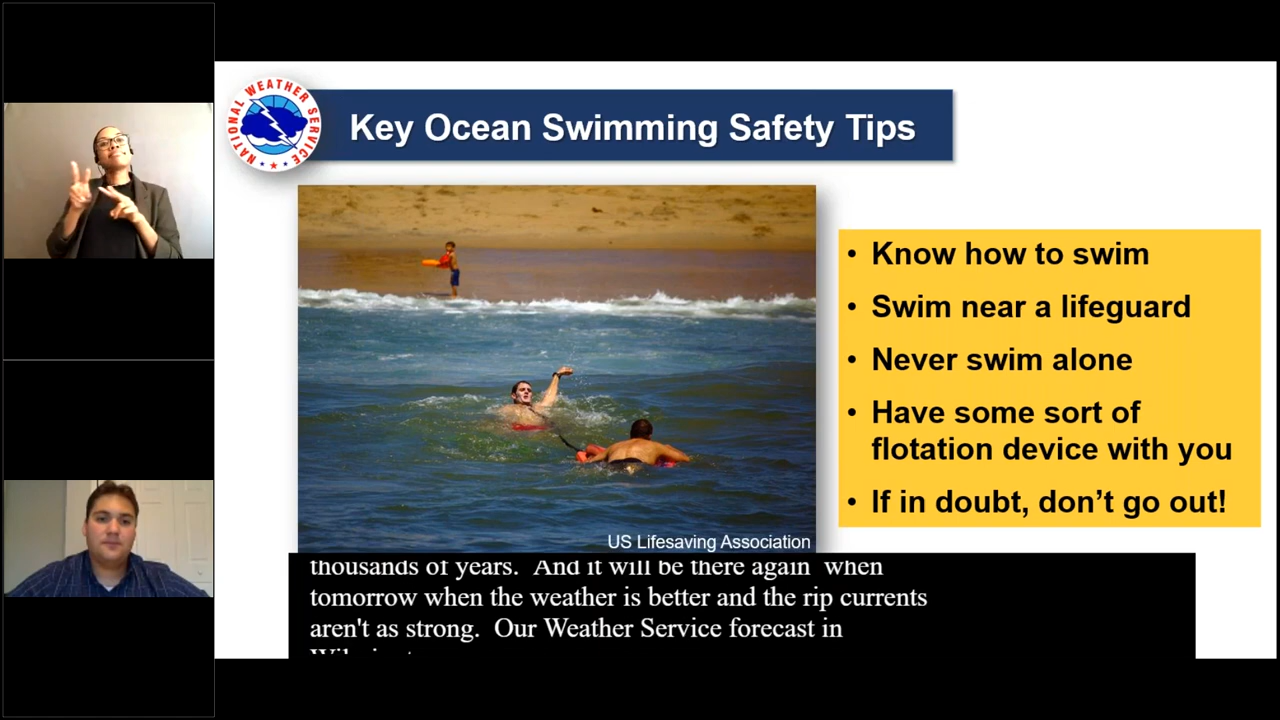 NATIONAL WEATHER SERVICE
Key Ocean Swimming Safety Tips
• Know how to swim
• Swim near a lifeguard
• Never swim alone
• Have some sort of
flotation device with you
• If in doubt, don’t go out!
US Lifesaving Association
thousands of years. And it will be there again when
tomorrow when the weather is better and the rip currents
aren't as strong. Our Weather Service forecast in